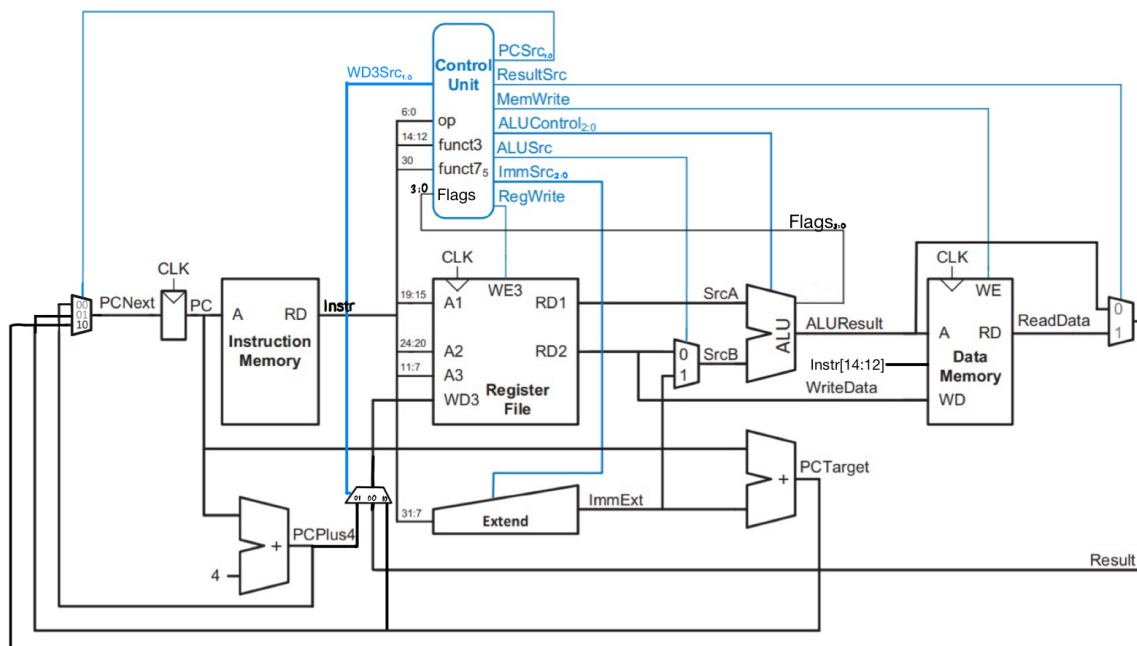 PCSrc1:0
Control
Unit
WD3Src1:0
ResultSrc
MemWrite
6:0
op
ALUControl2:0
14:12
funct3
ALUSrc
30
funct75
ImmSrc2:0
3:0
Flags
RegWrite
Flags3:0
CLK
CLK
CLK
00
01
10
PCNext
PC
A
RD
Instr
Instruction
Memory
19:15
A1
WE3
RD1
SrcA
24:20
A2
RD2
0
1
SrcB
ALU
ALUResult
11:7
A3
WD3
Register
File
WE
A
RD
ReadData
0
1
Instr[14:12]
Data
Memory
WriteData
WD
PCTarget
+
01 00 10
31:7
Extend
ImmExt
PCPlus4
+
4
Result